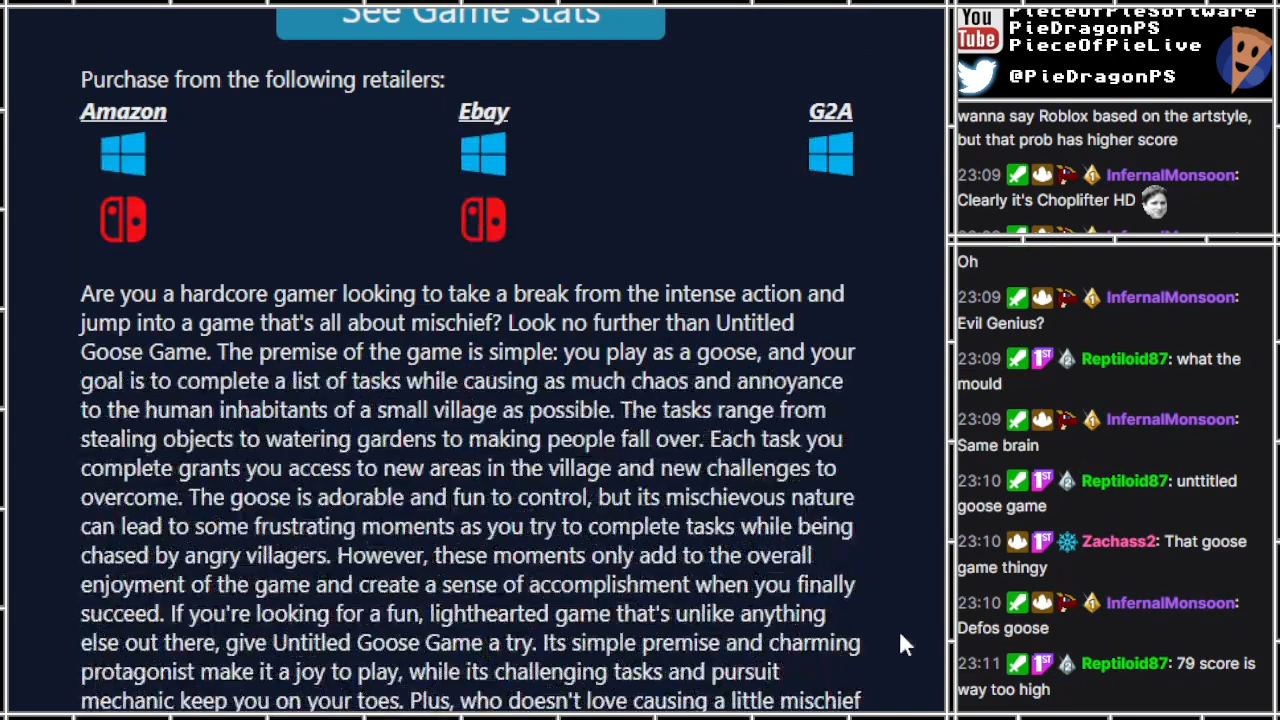 See Game Stats
Purchase from the following retailers:
Amazon
Ebay
G2A
Are you a hardcore gamer looking to take a break from the intense action and
jump into a game that's all about mischief? Look no further than Untitled
Goose Game. The premise of the game is simple: you play as a goose, and your
goal is to complete a list of tasks while causing as much chaos and annoyance
to the human inhabitants of a small village as possible. The tasks range from
stealing objects to watering gardens to making people fall over. Each task you
complete grants you access to new areas in the village and new challenges to
overcome. The goose is adorable and fun to control, but its mischievous nature
can lead to some frustrating moments as you try to complete tasks while being
chased by angry villagers. However, these moments only add to the overall
enjoyment of the game and create a sense of accomplishment when you finally
succeed. If you're looking for a fun, lighthearted game that's unlike anything
else out there, give Untitled Goose Game a try. Its simple premise and charming
protagonist make it a joy to play, while its challenging tasks and pursuit
mechanic keep you on your toes. Plus, who doesn't love causing a little mischief
You
Tube
PieceOfPieSoftware
PieDragonPS
PieceOfPieLive
@PieDragonPS
wanna say Roblox based on the artstyle,
but that prob has higher score
23:09 InfernalMonsoon:
Clearly it's Choplifter HD
Oh
23:09 InfernalMonsoon:
Evil Genius?
23:09 1ST 2 Reptiloid87: what the
mould
23:09 InfernalMonsoon:
Same brain
23:10 1ST 2 Reptiloid87: unttitled
goose game
23:10 1ST Zachass2: That goose
game thingy
23:10 InfernalMonsoon:
Defos goose
23:11 1ST 2 Reptiloid87: 79 score is
way too high